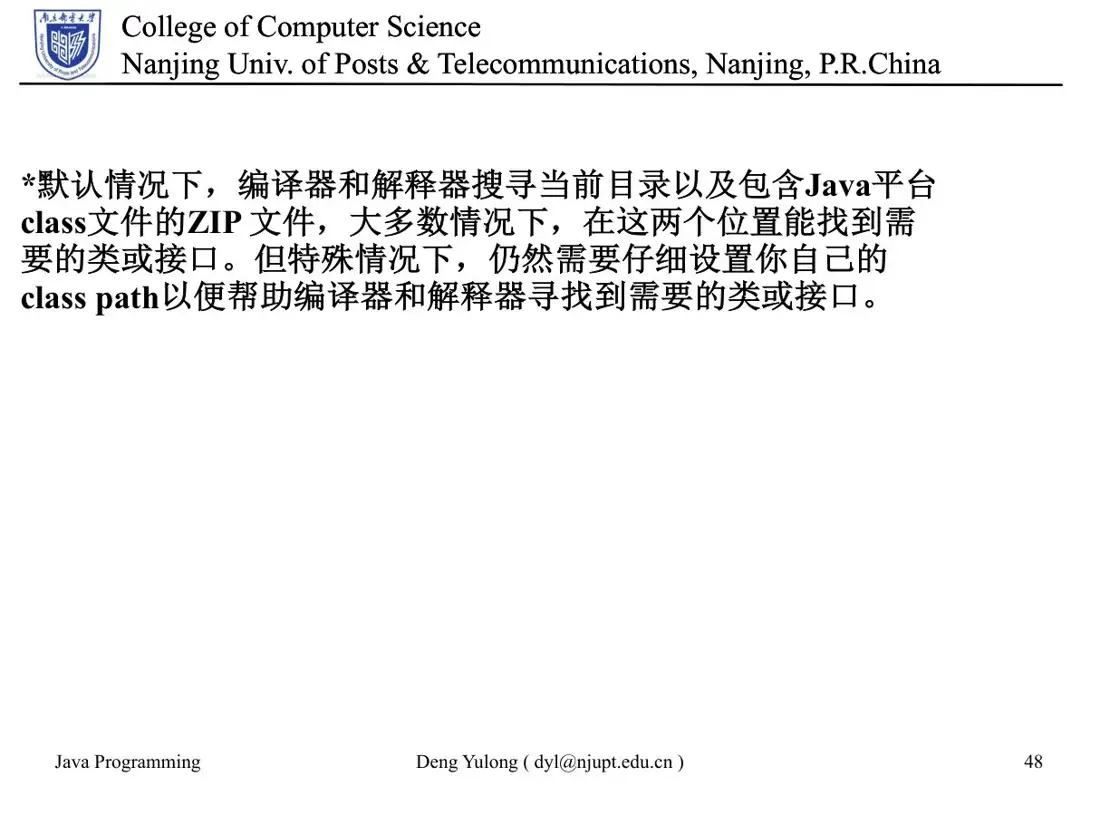 College of Computer Science
Nanjing Univ. of Posts & Telecommunications, Nanjing, P.R.China
*默认情况下，编译器和解释器搜寻当前目录以及包含Java平台
class文件的ZIP 文件，大多数情况下，在这两个位置能找到需
要的类或接口。但特殊情况下，仍然需要仔细设置你自己的
class path以便帮助编译器和解释器寻找到需要的类或接口。
Java Programming
Deng Yulong ( dyl@njupt.edu.cn )
48